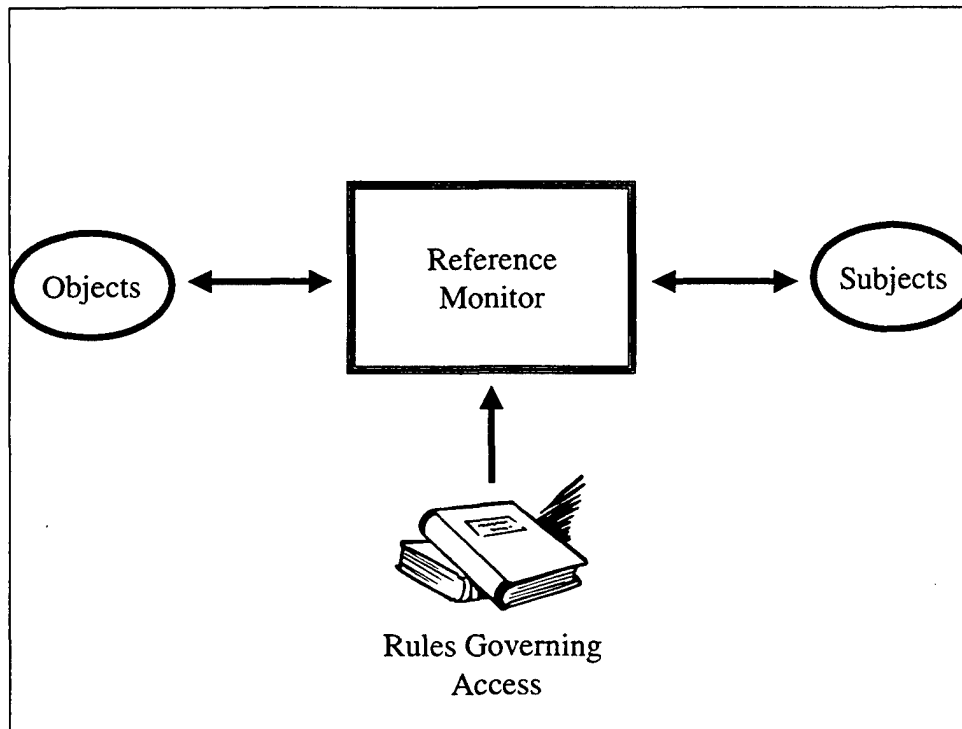 Objects
Reference
Monitor
Subjects
Rules Governing
Access